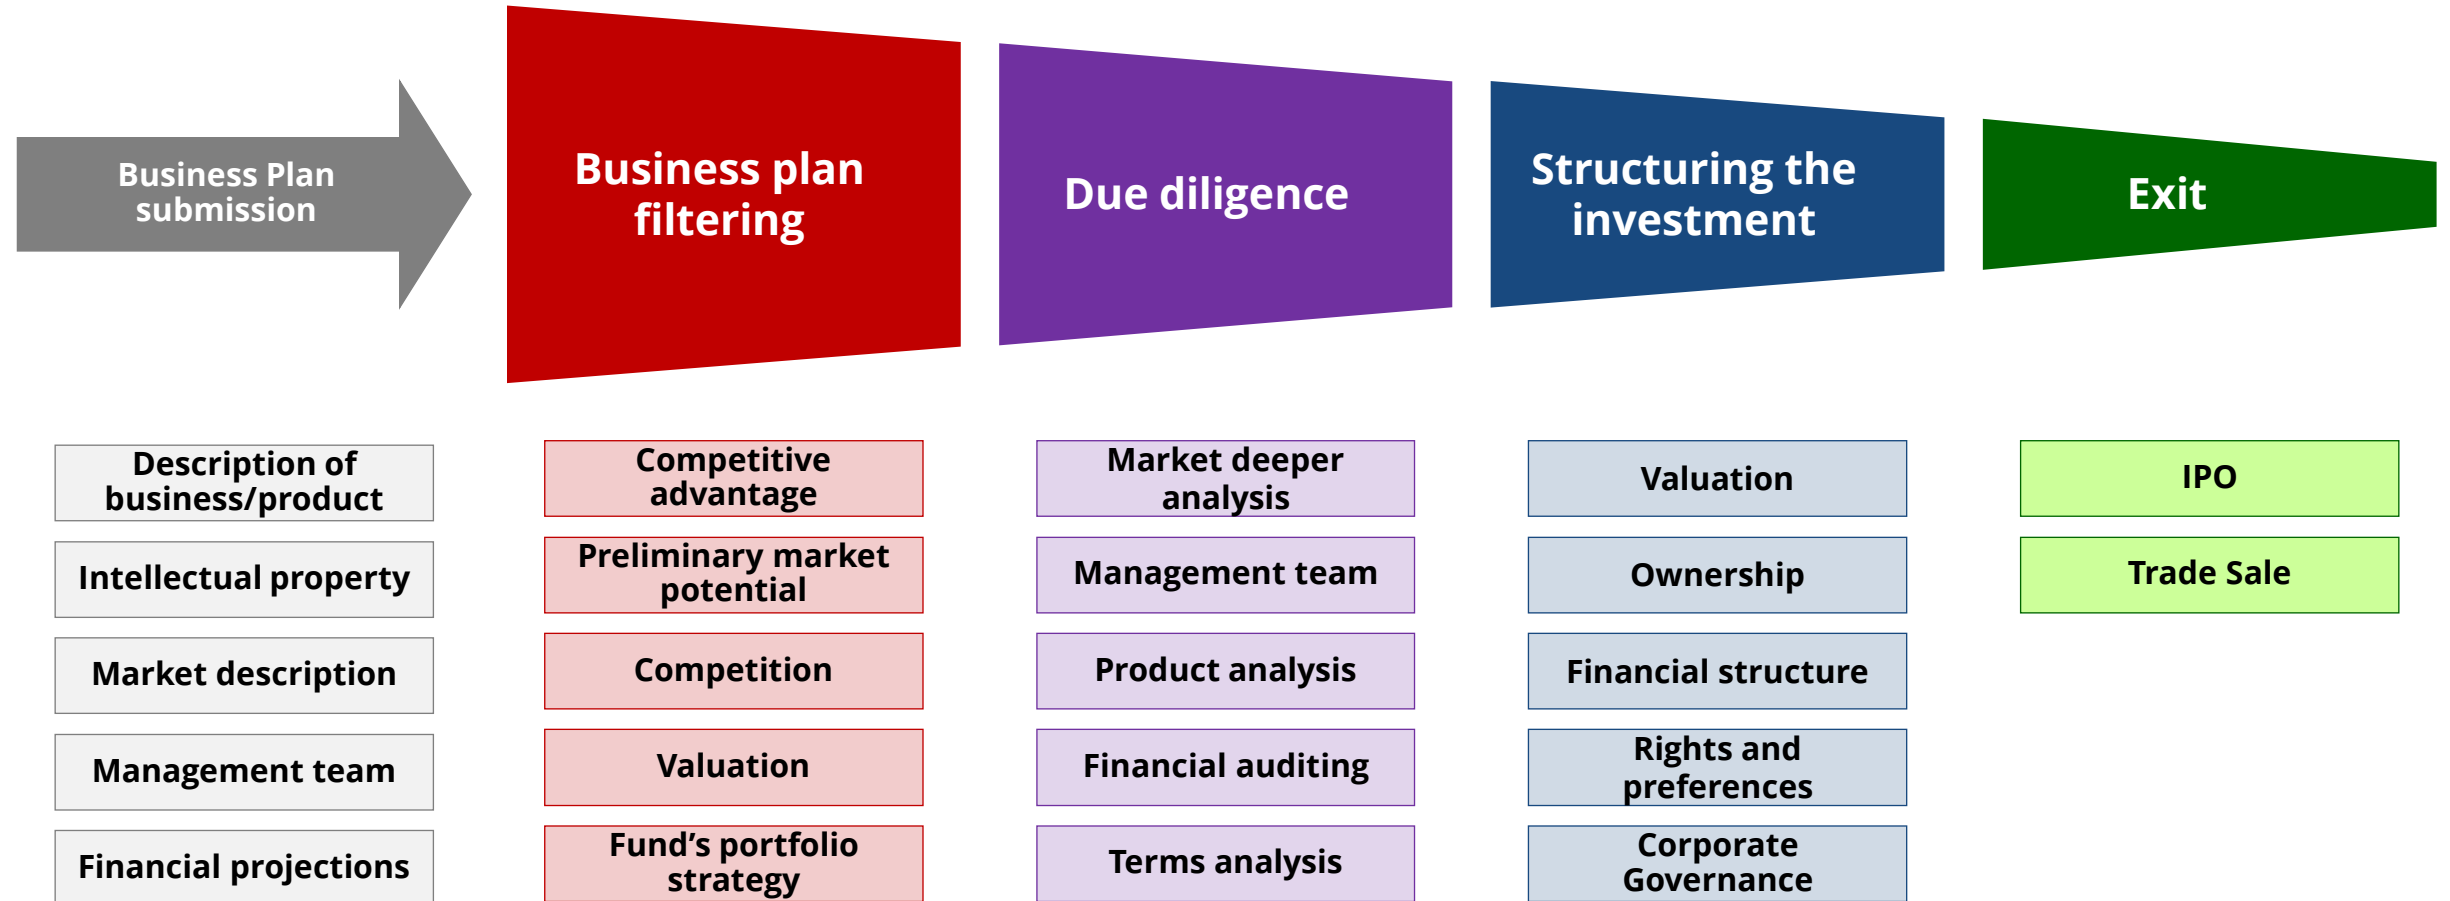 Business Plan
submission
Business plan
filtering
Due diligence
Structuring the
investment
Exit
Description of
business/product
Intellectual property
Market description
Management team
Financial projections
Competitive
advantage
Preliminary market
potential
Competition
Valuation
Fund’s portfolio
strategy
Market deeper
analysis
Management team
Product analysis
Financial auditing
Terms analysis
Valuation
Ownership
Financial structure
Rights and
preferences
Corporate
Governance
IPO
Trade Sale